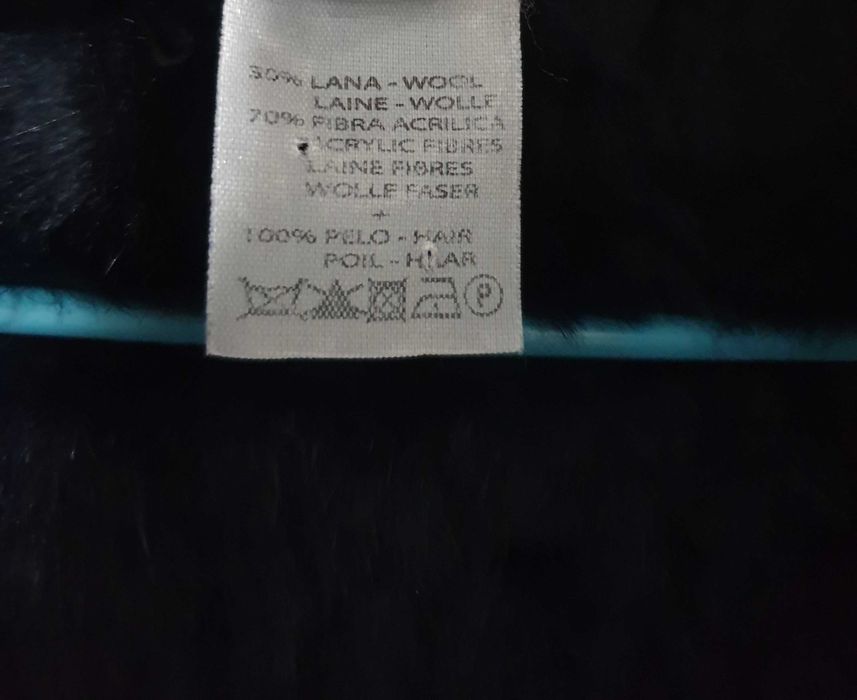 30% LANA - WOOL
LAINE - WOLLE
70% FIBRA ACRILICA
ACRYLIC FIBRES
LAINE FIBRES
WOLLE FASER
+
100% PELO - HAIR
POIL - HAAR
P